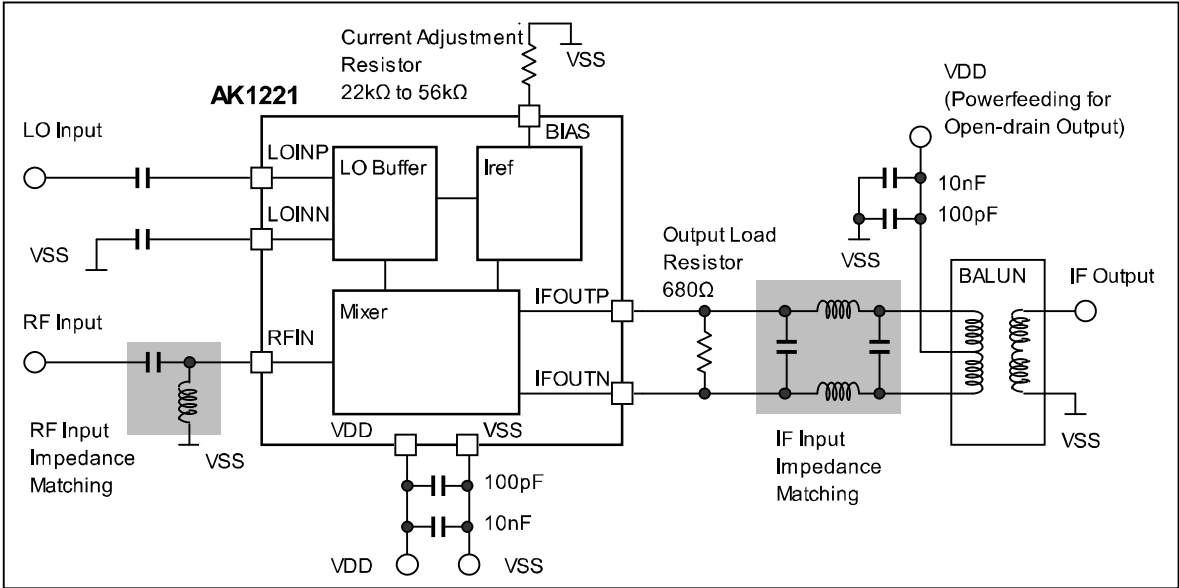 Current Adjustment
Resistor
22kΩ to 56kΩ
VSS
VDD
(Powerfeeding for
Open-drain Output)
AK1221
BIAS
LO Input
LOINP
LO Buffer
Iref
10nF
100pF
LOINN
VSS
Output Load
Resistor
680Ω
VSS
BALUN
IF Output
RF Input
RFIN
Mixer
IFOUTP
IFOUTN
RF Input
Impedance
Matching
VSS
VDD
VSS
IF Input
Impedance
Matching
VSS
100pF
10nF
VDD
VSS